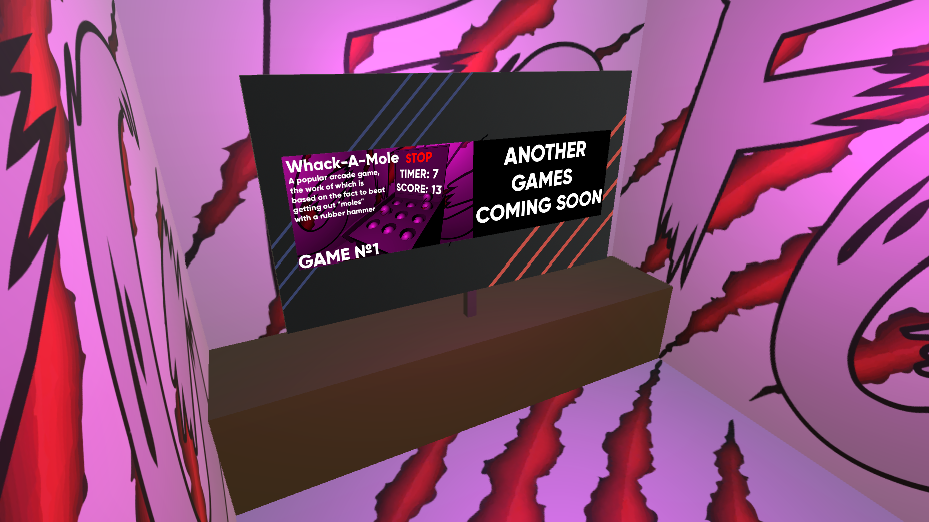 Whack-A-Mole STOP
A popular arcade game,
the work of which is
based on the fact to beat
getting out "moles"
with a rubber hammer
TIMER: 7
SCORE: 13
GAME Nº1
ANOTHER
GAMES
COMING SOON